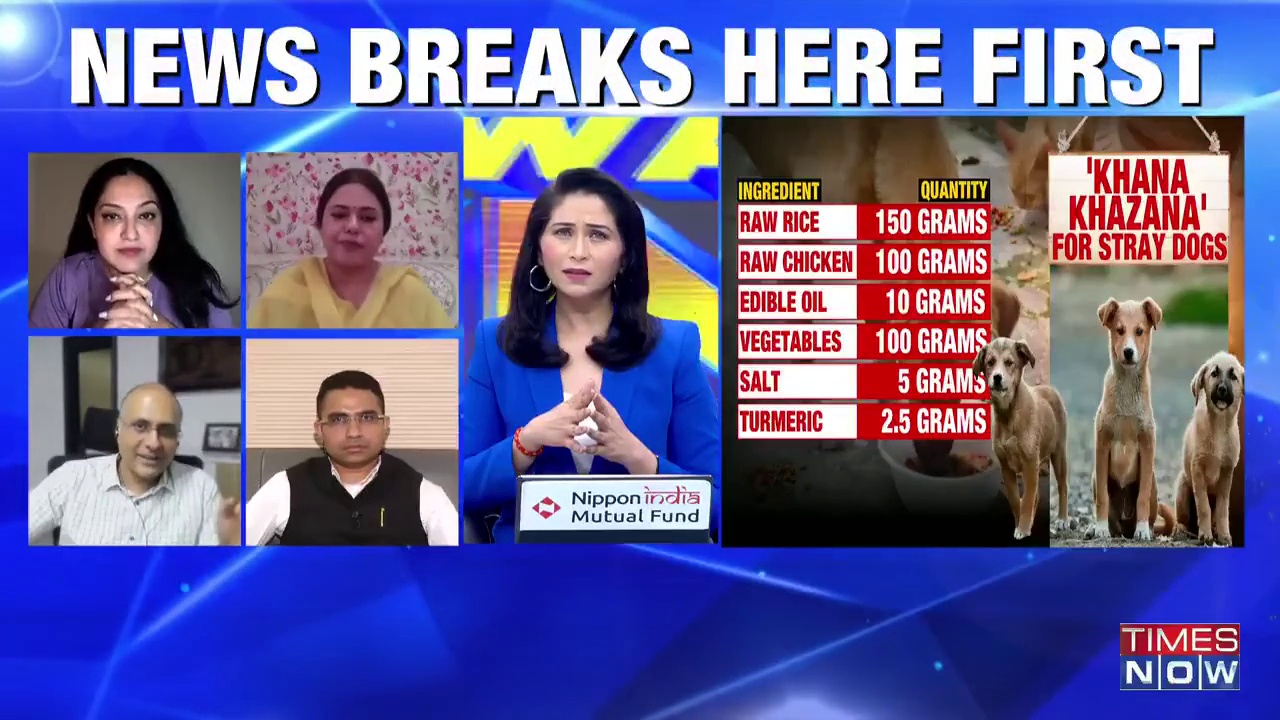 NEWS BREAKS HERE FIRST
INGREDIENT QUANTITY
RAW RICE 150 GRAMS
RAW CHICKEN 100 GRAMS
EDIBLE OIL 10 GRAMS
VEGETABLES 100 GRAMS
SALT 5 GRAMS
TURMERIC 2.5 GRAMS
'KHANA
KHAZANA'
FOR STRAY DOGS
Nippon india
Mutual Fund
TIMES
NOW